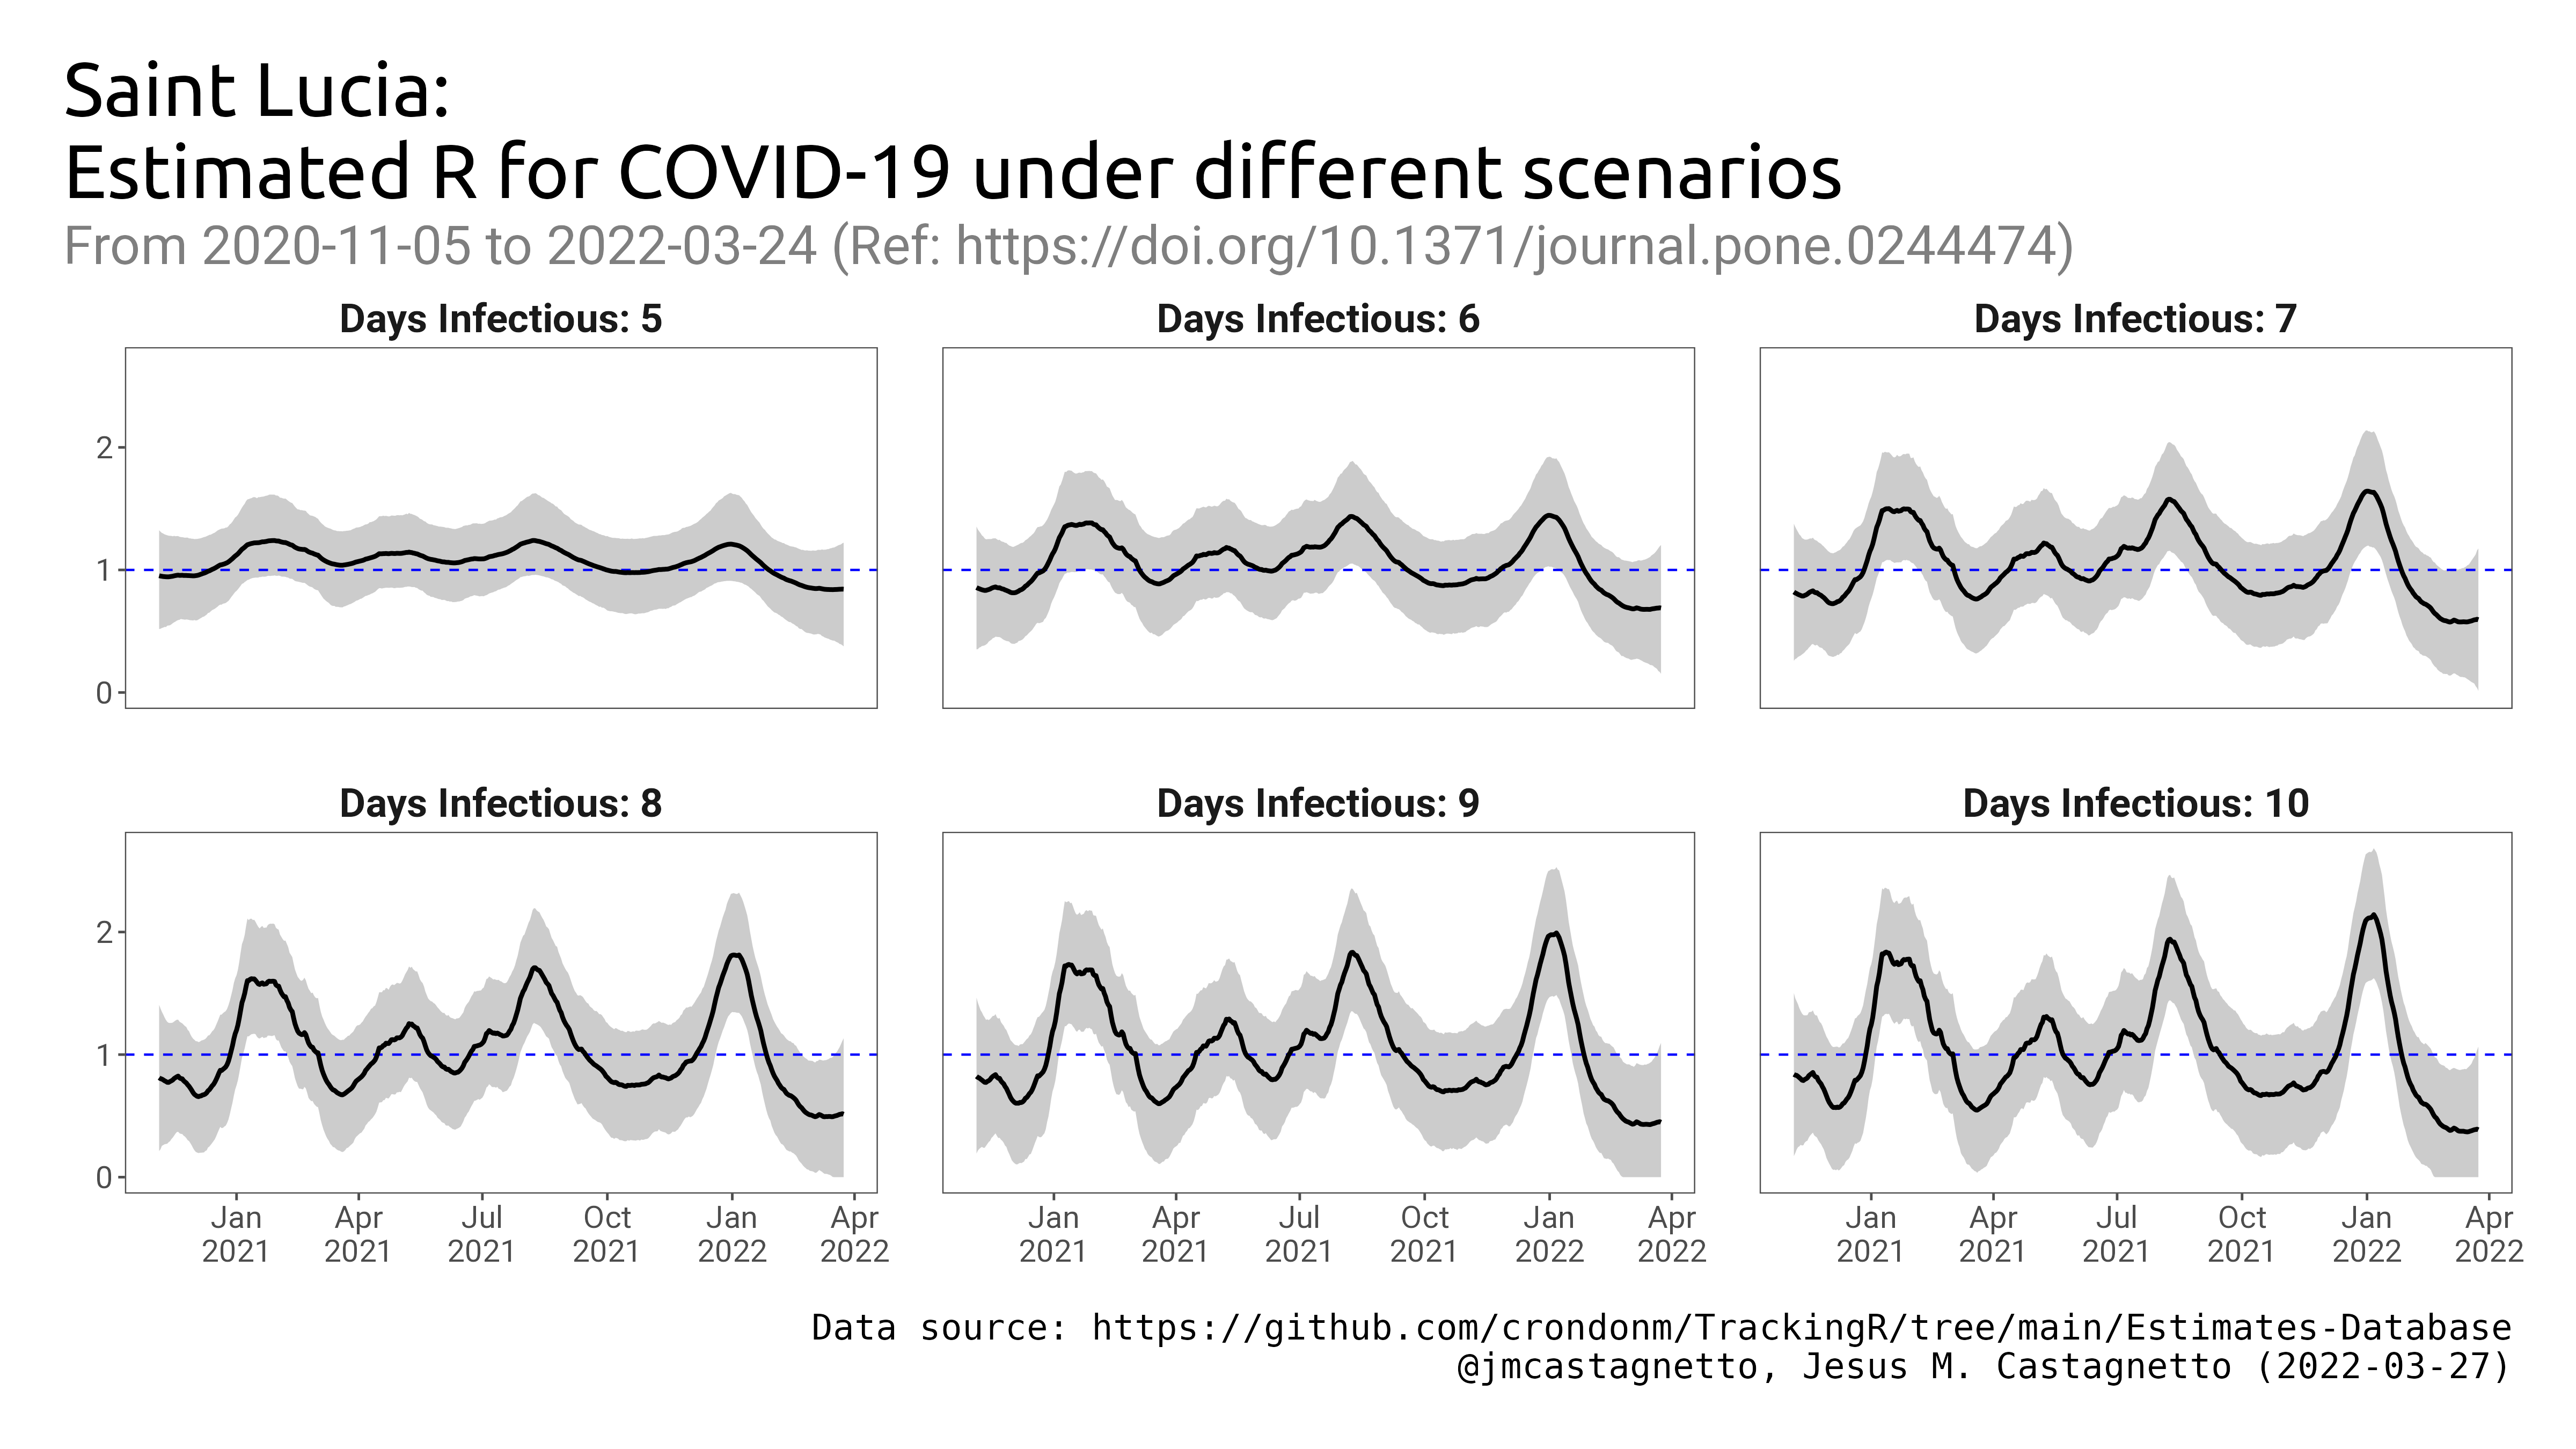 Saint Lucia:
Estimated R for COVID-19 under different scenarios
From 2020-11-05 to 2022-03-24 (Ref: https://doi.org/10.1371/journal.pone.0244474)
Days Infectious: 5
Days Infectious: 6
Days Infectious: 7
2
1
0
Days Infectious: 8
Days Infectious: 9
Days Infectious: 10
2
1
0
Jan Apr Jul Oct Jan Apr
2021 2021 2021 2021 2022 2022
Jan Apr Jul Oct Jan Apr
2021 2021 2021 2021 2022 2022
Jan Apr Jul Oct Jan Apr
2021 2021 2021 2021 2022 2022
Data source: https://github.com/crondonm/TrackingR/tree/main/Estimates-Database
@jmcastagnetto, Jesus M. Castagnetto (2022-03-27)